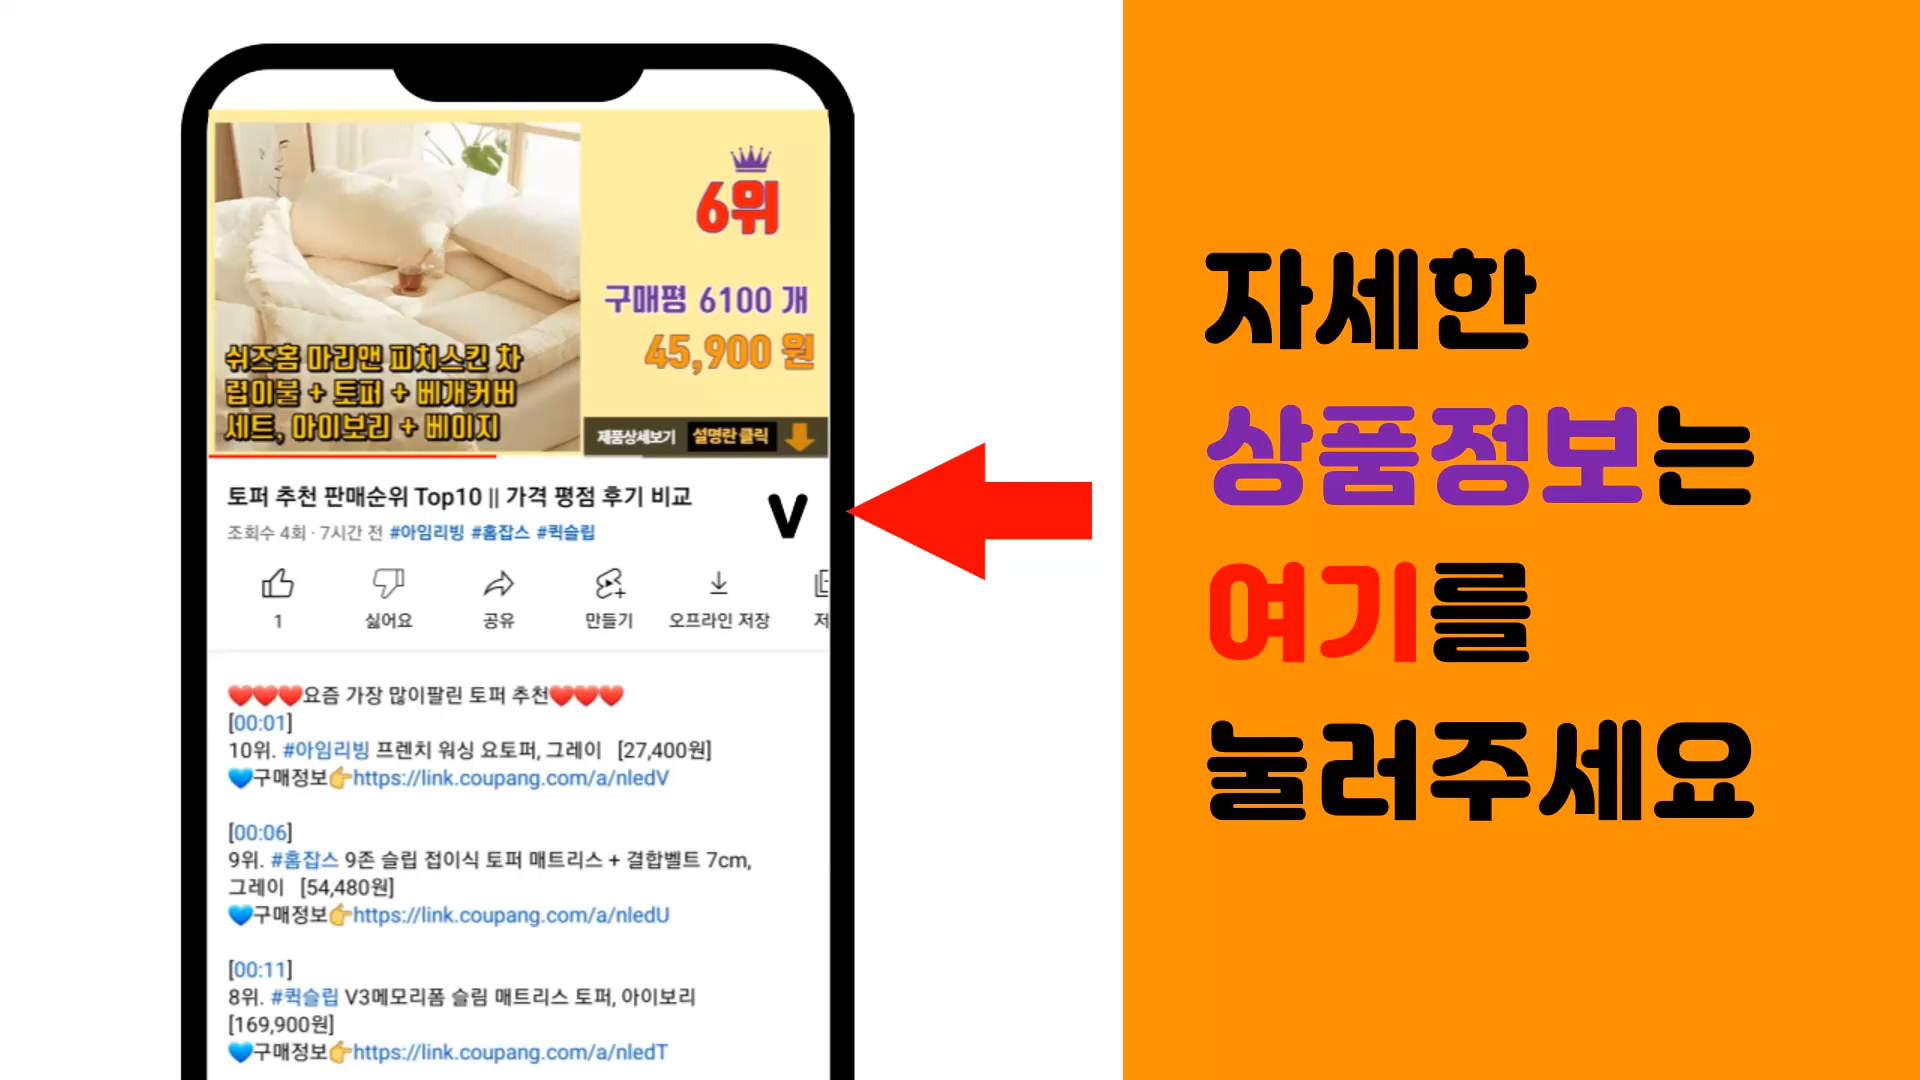 6위
구매평 6100 개
45,900 원
쉬즈홈 마리앤 피치스킨 차
렵이불 + 토퍼 + 베개커버
세트, 아이보리 + 베이지
제품상세보기 설명란 클릭
토퍼 추천 판매순위 Top10 || 가격 평점 후기 비교
V
조회수 4회 · 7시간 전 #아임리빙 #홈잡스 #퀵슬립
1 싫어요 공유 만들기 오프라인 저장 저
요즘 가장 많이팔린 토퍼 추천
[00:01]
10위. #아임리빙 프렌치 워싱 요토퍼, 그레이 [27,400원]
구매정보👉https://link.coupang.com/a/nledV
[00:06]
9위. #홈잡스 9존 슬립 접이식 토퍼 매트리스 + 결합벨트 7cm,
그레이 [54,480원]
구매정보👉https://link.coupang.com/a/nledU
[00:11]
8위. #퀵슬립 V3메모리폼 슬림 매트리스 토퍼, 아이보리
[169,900원]
구매정보👉https://link.coupang.com/a/nledT
자세한
상품정보는
여기를
눌러주세요